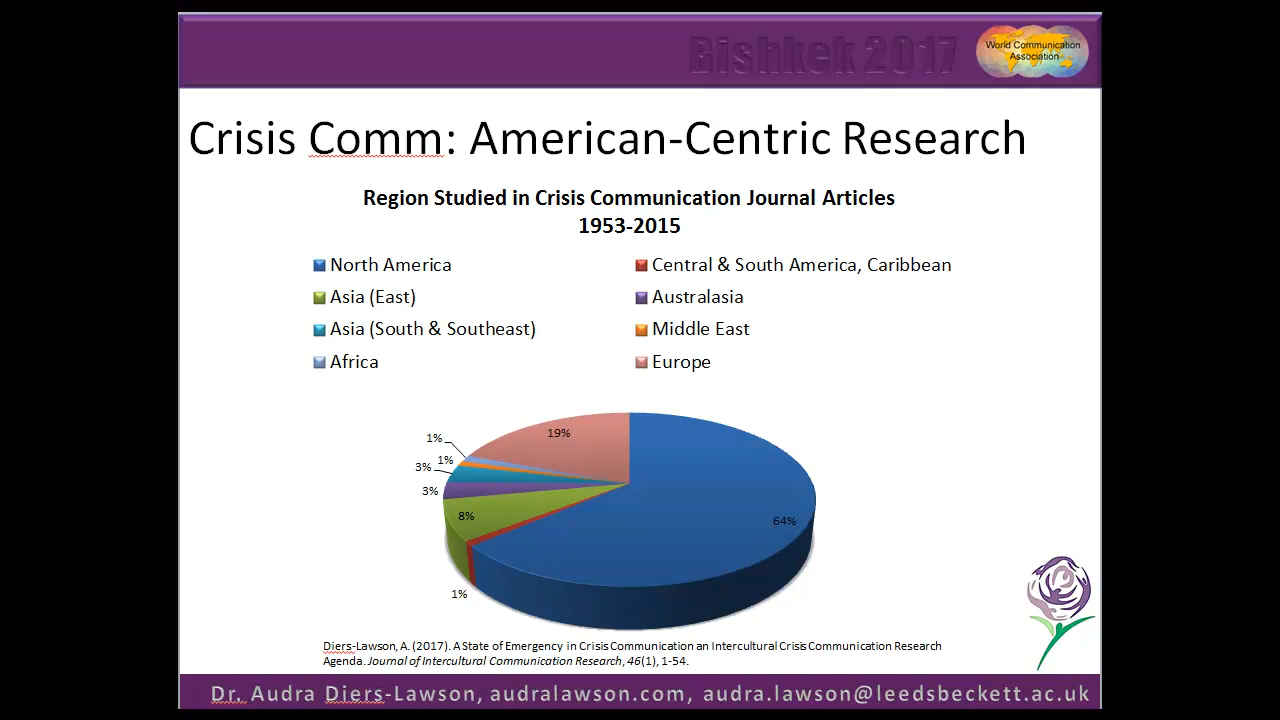 Bishkek 2017
World Communication
Association
Crisis Comm: American-Centric Research
Region Studied in Crisis Communication Journal Articles
1953-2015
North America
Central & South America, Caribbean
Asia (East)
Australasia
Asia (South & Southeast)
Middle East
Africa
Europe
19%
1%
1%
3%
3%
8%
64%
1%
Diers-Lawson, A. (2017). A State of Emergency in Crisis Communication an Intercultural Crisis Communication Research
Agenda. Journal of Intercultural Communication Research, 46(1), 1-54.
Dr. Audra Diers-Lawson, audralawson.com, audra.lawson@leedsbeckett.ac.uk